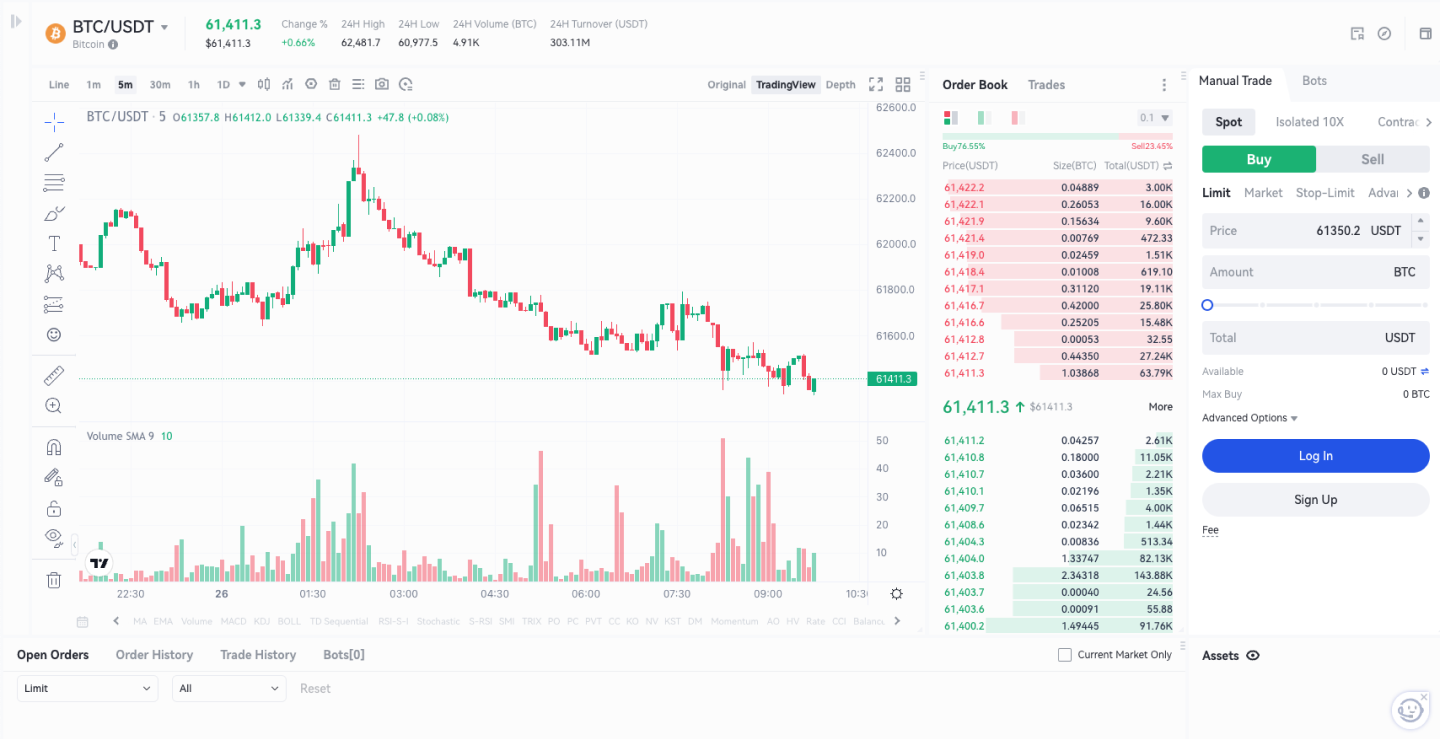 BTC/USDT
Bitcoin
61,411.3
$61,411.3
Change %
+0.66%
24H High
62,481.7
24H Low
60,977.5
24H Volume (BTC)
4.91K
24H Turnover (USDT)
303.11M
Line 1m 5m 30m 1h 1D
Original TradingView Depth
BTC/USDT · 5 O61357.8 H61412.0 L61339.4 C61411.3 +47.8 (+0.08%)
62600.0
62400.0
62200.0
62000.0
61800.0
61600.0
61411.3
Volume SMA 9 10
50
40
30
20
10
22:30 26 01:30 03:00 04:30 06:00 07:30 09:00 10:30
MA EMA Volume MACD KDJ BOLL TD Sequential RSI-S-I Stochastic S-RSI SMI TRIX PO PC PVT CC KO NV KST DM Momentum AO HV Rate CCI Balanc
Order Book Trades
0.1
Buy76.55% Sell23.45%
Price(USDT) Size(BTC) Total(USDT)
61,422.2 0.04889 3.00K
61,422.1 0.26053 16.00K
61,421.9 0.15634 9.60K
61,421.4 0.00769 472.33
61,419.0 0.02459 1.51K
61,418.4 0.01008 619.10
61,417.1 0.31120 19.11K
61,416.7 0.42000 25.80K
61,416.6 0.25205 15.48K
61,412.8 0.00053 32.55
61,412.7 0.44350 27.24K
61,411.3 1.03868 63.79K
61,411.3 $61411.3 More
61,411.2 0.04257 2.61K
61,410.8 0.18000 11.05K
61,410.7 0.03600 2.21K
61,410.1 0.02196 1.35K
61,409.7 0.06515 4.00K
61,408.6 0.02342 1.44K
61,404.3 0.00836 513.34
61,404.0 1.33747 82.13K
61,403.8 2.34318 143.88K
61,403.7 0.00040 24.56
61,403.6 0.00091 55.88
61,400.2 1.49445 91.76K
Manual Trade Bots
Spot Isolated 10X Contrac
Buy Sell
Limit Market Stop-Limit Advan
Price 61350.2 USDT
Amount BTC
Total USDT
Available 0 USDT
Max Buy 0 BTC
Advanced Options
Log In
Sign Up
Fee
Open Orders Order History Trade History Bots[0]
Current Market Only
Limit All Reset
Assets